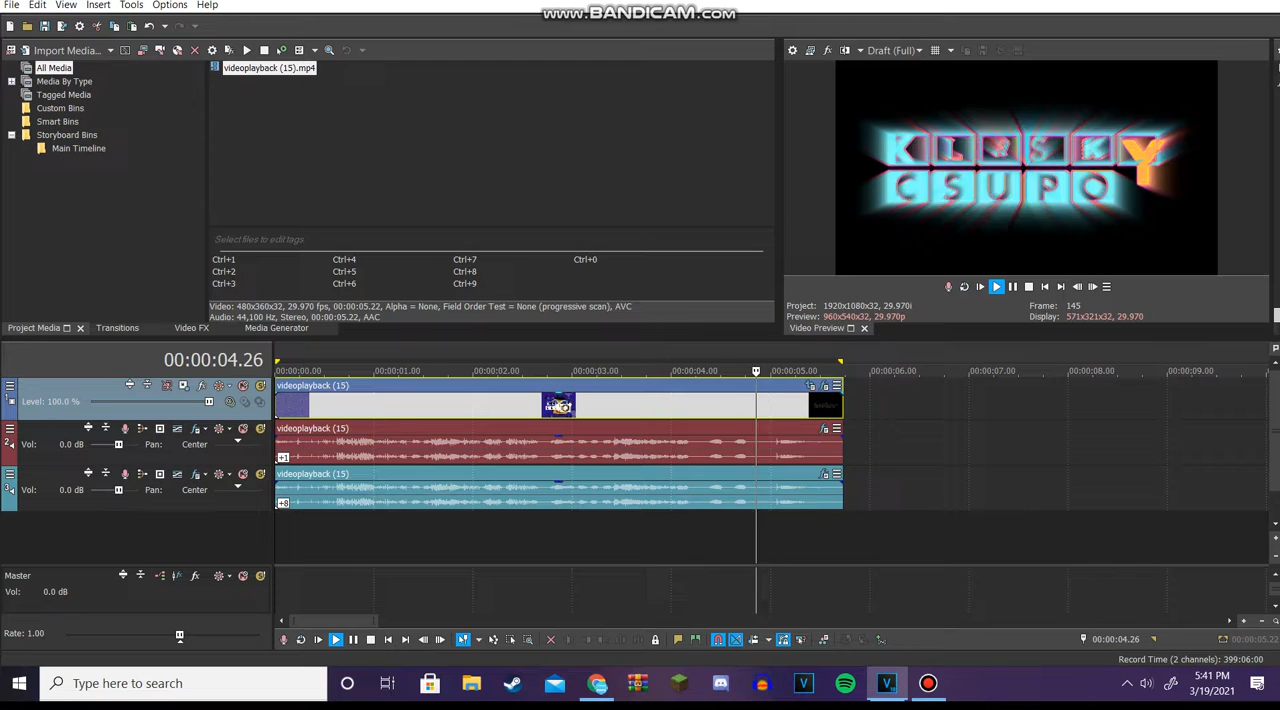 File Edit View Insert Tools Options Help
www.BANDICAM.com
Import Media...
Draft (Full)
All Media
videoplayback (15).mp4
Media By Type
Tagged Media
Custom Bins
Smart Bins
Storyboard Bins
Main Timeline
KLASKY
CSUPO
Select files to edit tags
Ctrl+1 Ctrl+4 Ctrl+7 Ctrl+0
Ctrl+2 Ctrl+5 Ctrl+8
Ctrl+3 Ctrl+6 Ctrl+9
Video: 480x360x32, 29.970 fps, 00:00:05.22, Alpha = None, Field Order Test = None (progressive scan), AVC
Audio: 44,100 Hz, Stereo, 00:00:05.22, AAC
Project: 1920x1080x32, 29.970i Frame: 145
Preview: 960x540x32, 29.970p Display: 571x321x32, 29.970
Project Media Transitions Video FX Media Generator
Video Preview
00:00:04.26
00:00:00.00 00:00:01.00 00:00:02.00 00:00:03.00 00:00:04.00 00:00:05.00 00:00:06.00 00:00:07.00 00:00:08.00 00:00:09.00
videoplayback (15)
1 Level: 100.0 %
videoplayback (15)
2 Vol: 0.0 dB Pan: Center
+1
videoplayback (15)
3 Vol: 0.0 dB Pan: Center
+8
Master
Vol: 0.0 dB
Rate: 1.00
00:00:04.26 00:00:05.22
Record Time (2 channels): 399:06:00
Type here to search
5:41 PM
3/19/2021